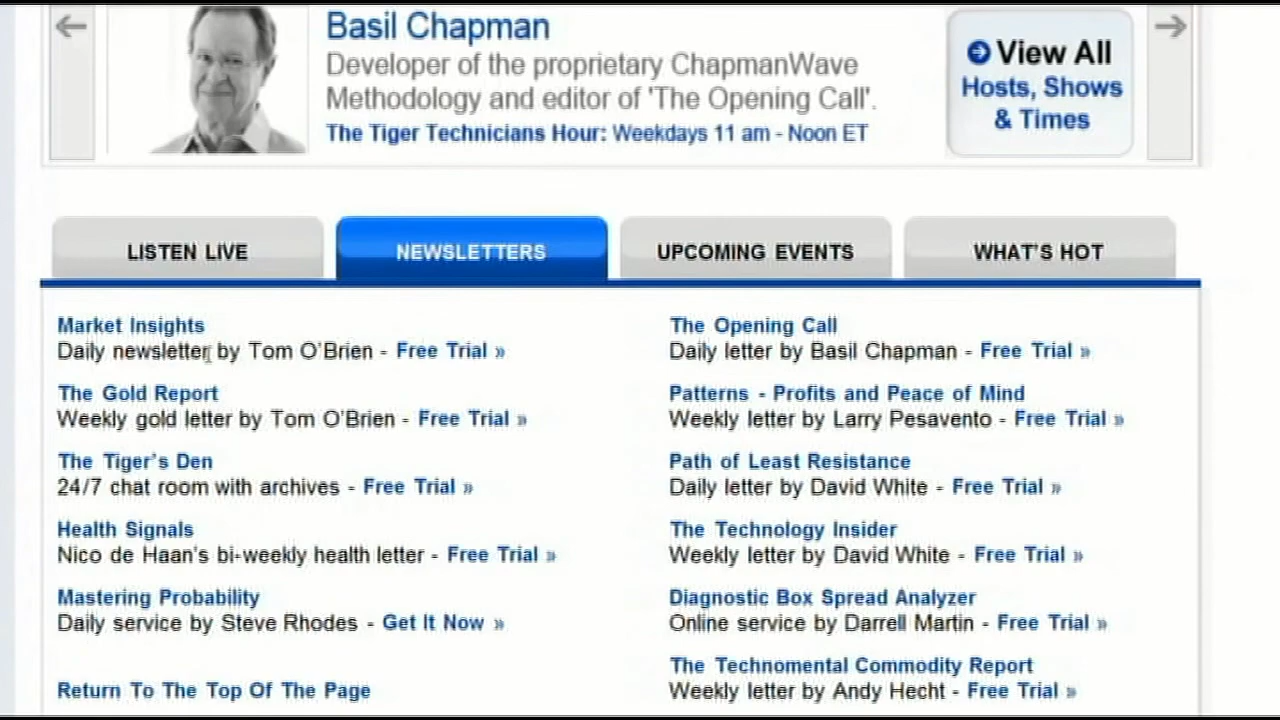 Basil Chapman
Developer of the proprietary ChapmanWave
Methodology and editor of 'The Opening Call'.
The Tiger Technicians Hour: Weekdays 11 am - Noon ET
View All
Hosts, Shows
& Times
LISTEN LIVE
NEWSLETTERS
UPCOMING EVENTS
WHAT'S HOT
Market Insights
Daily newsletter by Tom O'Brien - Free Trial »
The Gold Report
Weekly gold letter by Tom O'Brien - Free Trial »
The Tiger's Den
24/7 chat room with archives - Free Trial »
Health Signals
Nico de Haan's bi-weekly health letter - Free Trial »
Mastering Probability
Daily service by Steve Rhodes - Get It Now »
Return To The Top Of The Page
The Opening Call
Daily letter by Basil Chapman - Free Trial »
Patterns - Profits and Peace of Mind
Weekly letter by Larry Pesavento - Free Trial »
Path of Least Resistance
Daily letter by David White - Free Trial »
The Technology Insider
Weekly letter by David White - Free Trial »
Diagnostic Box Spread Analyzer
Online service by Darrell Martin - Free Trial »
The Technomental Commodity Report
Weekly letter by Andy Hecht - Free Trial »